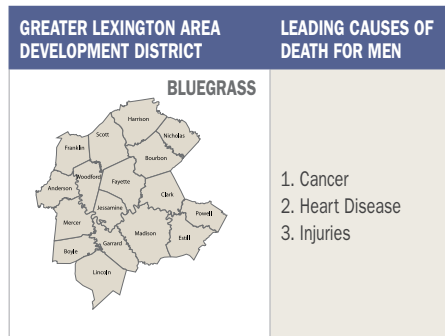 GREATER LEXINGTON AREA
DEVELOPMENT DISTRICT
LEADING CAUSES OF
DEATH FOR MEN
BLUEGRASS
Harrison
Scott
Nicholas
Franklin
Bourbon
Woodford
Fayette
Anderson
Clark
Jessamine
Powell
Mercer
Madison
Estill
Garrard
Boyle
Lincoln
1. Cancer
2. Heart Disease
3. Injuries